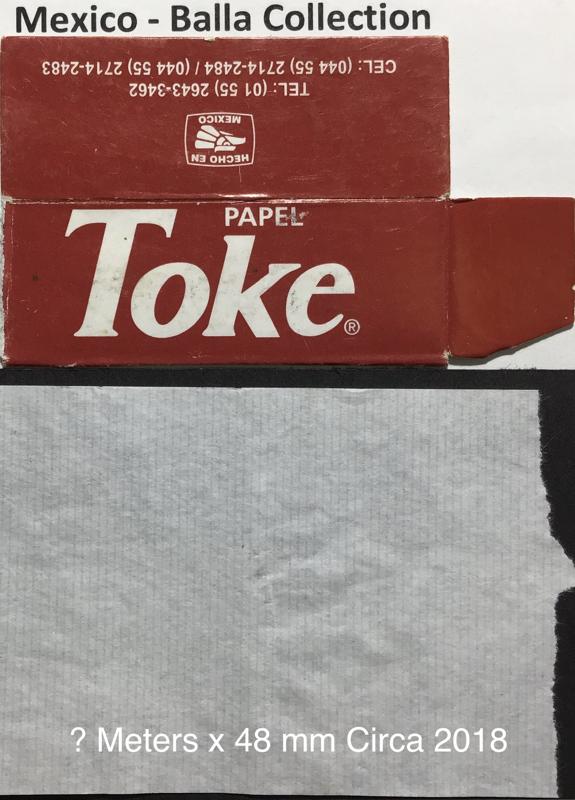 Mexico - Balla Collection
CEL: (044 55) 2714-2484 / (044 55) 2714-2483
TEL: (01 55) 2643-3462
HECHO EN
MEXICO
PAPEL
Toke®
? Meters x 48 mm Circa 2018